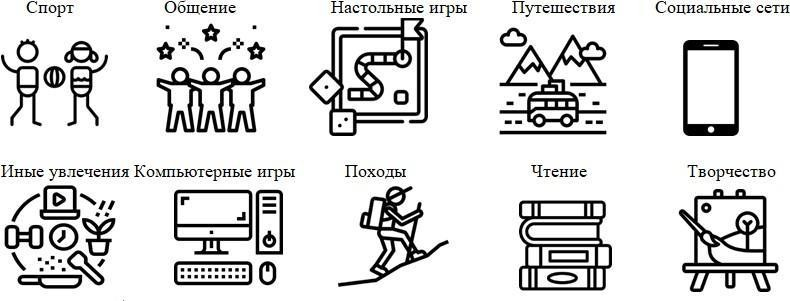 Спорт Общение Настольные игры Путешествия Социальные сети
Иные увлечения Компьютерные игры Походы Чтение Творчество